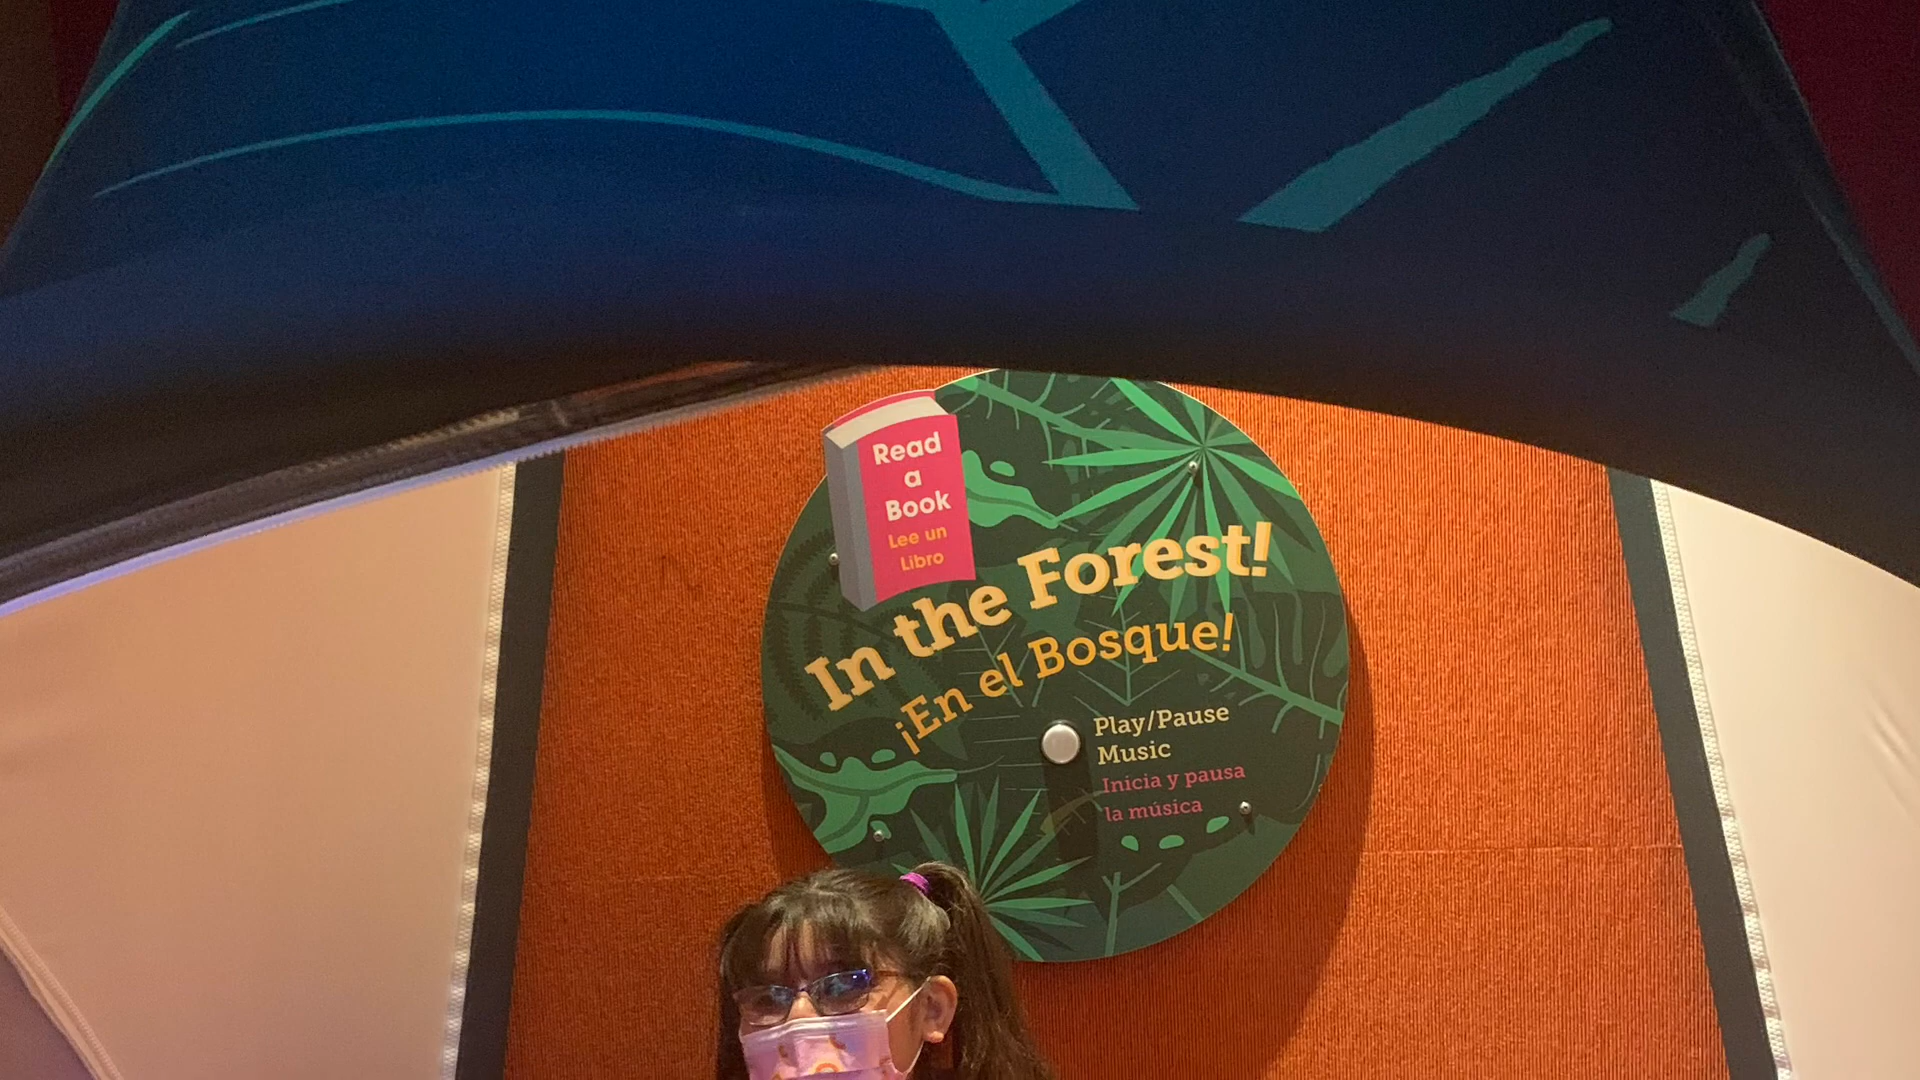 Read
a
Book
Lee un
Libro
In the Forest!
¡En el Bosque!
Play/Pause
Music
Inicia y pausa
la música